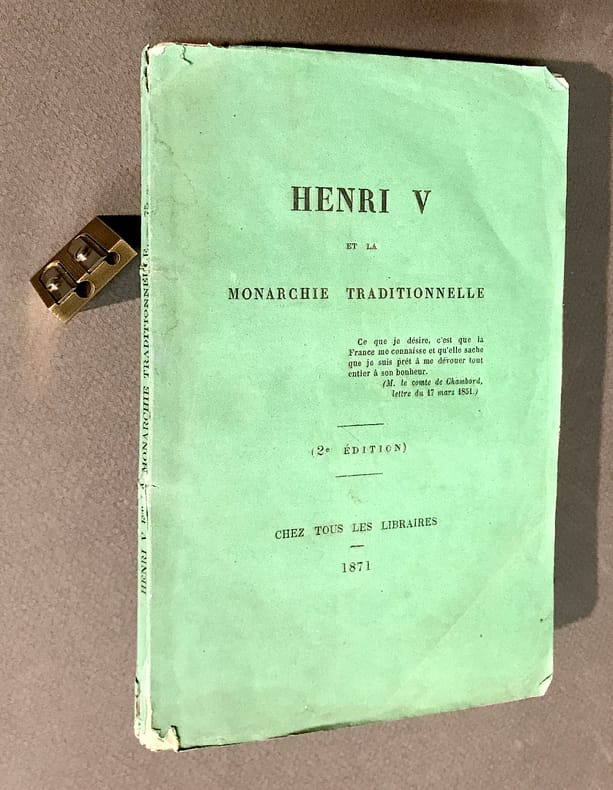 HENRI V
ET LA
MONARCHIE TRADITIONNELLE
Ce que je désire, c'est que la
France me connaisse et qu'elle sache
que je suis prêt à me dévouer tout
entier à son bonheur.
(M. le comte de Chambord,
lettre du 17 mars 1851.)
(2e ÉDITION)
CHEZ TOUS LES LIBRAIRES
1871
HENRI V MONARCHIE TRADITIONNELLE. 75